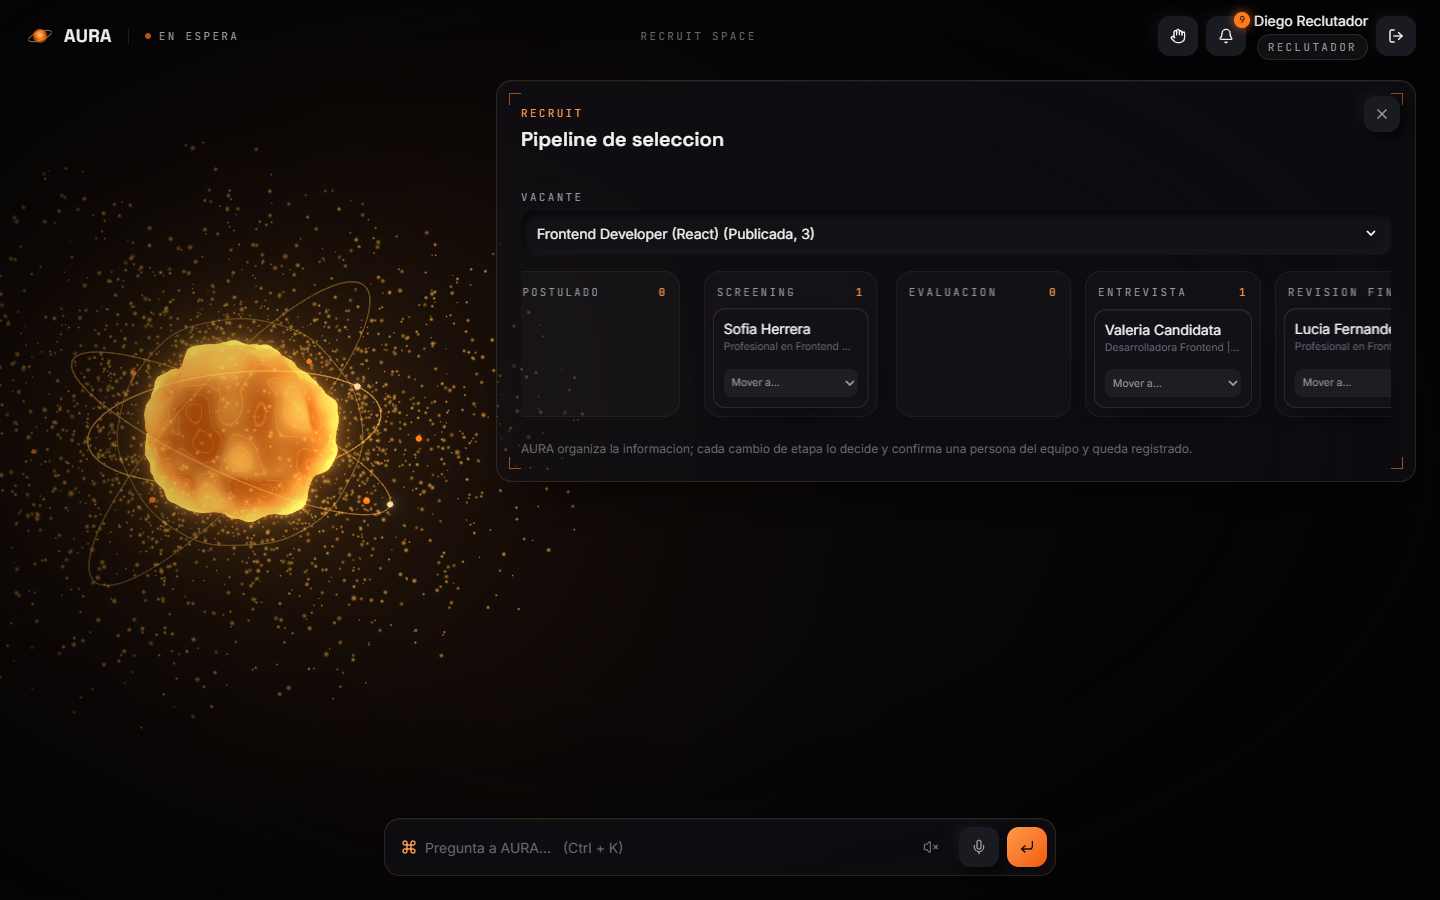 AURA
EN ESPERA
RECRUIT SPACE
9
Diego Reclutador
RECLUTADOR
RECRUIT
Pipeline de seleccion
VACANTE
Frontend Developer (React) (Publicada, 3)
POSTULADO 0
SCREENING 1
EVALUACION 0
ENTREVISTA 1
REVISION FIN
Sofia Herrera
Profesional en Frontend ...
Mover a...
Valeria Candidata
Desarrolladora Frontend |...
Mover a...
Lucia Fernande
Profesional en Front
Mover a...
AURA organiza la informacion; cada cambio de etapa lo decide y confirma una persona del equipo y queda registrado.
⌘ Pregunta a AURA... (Ctrl + K)